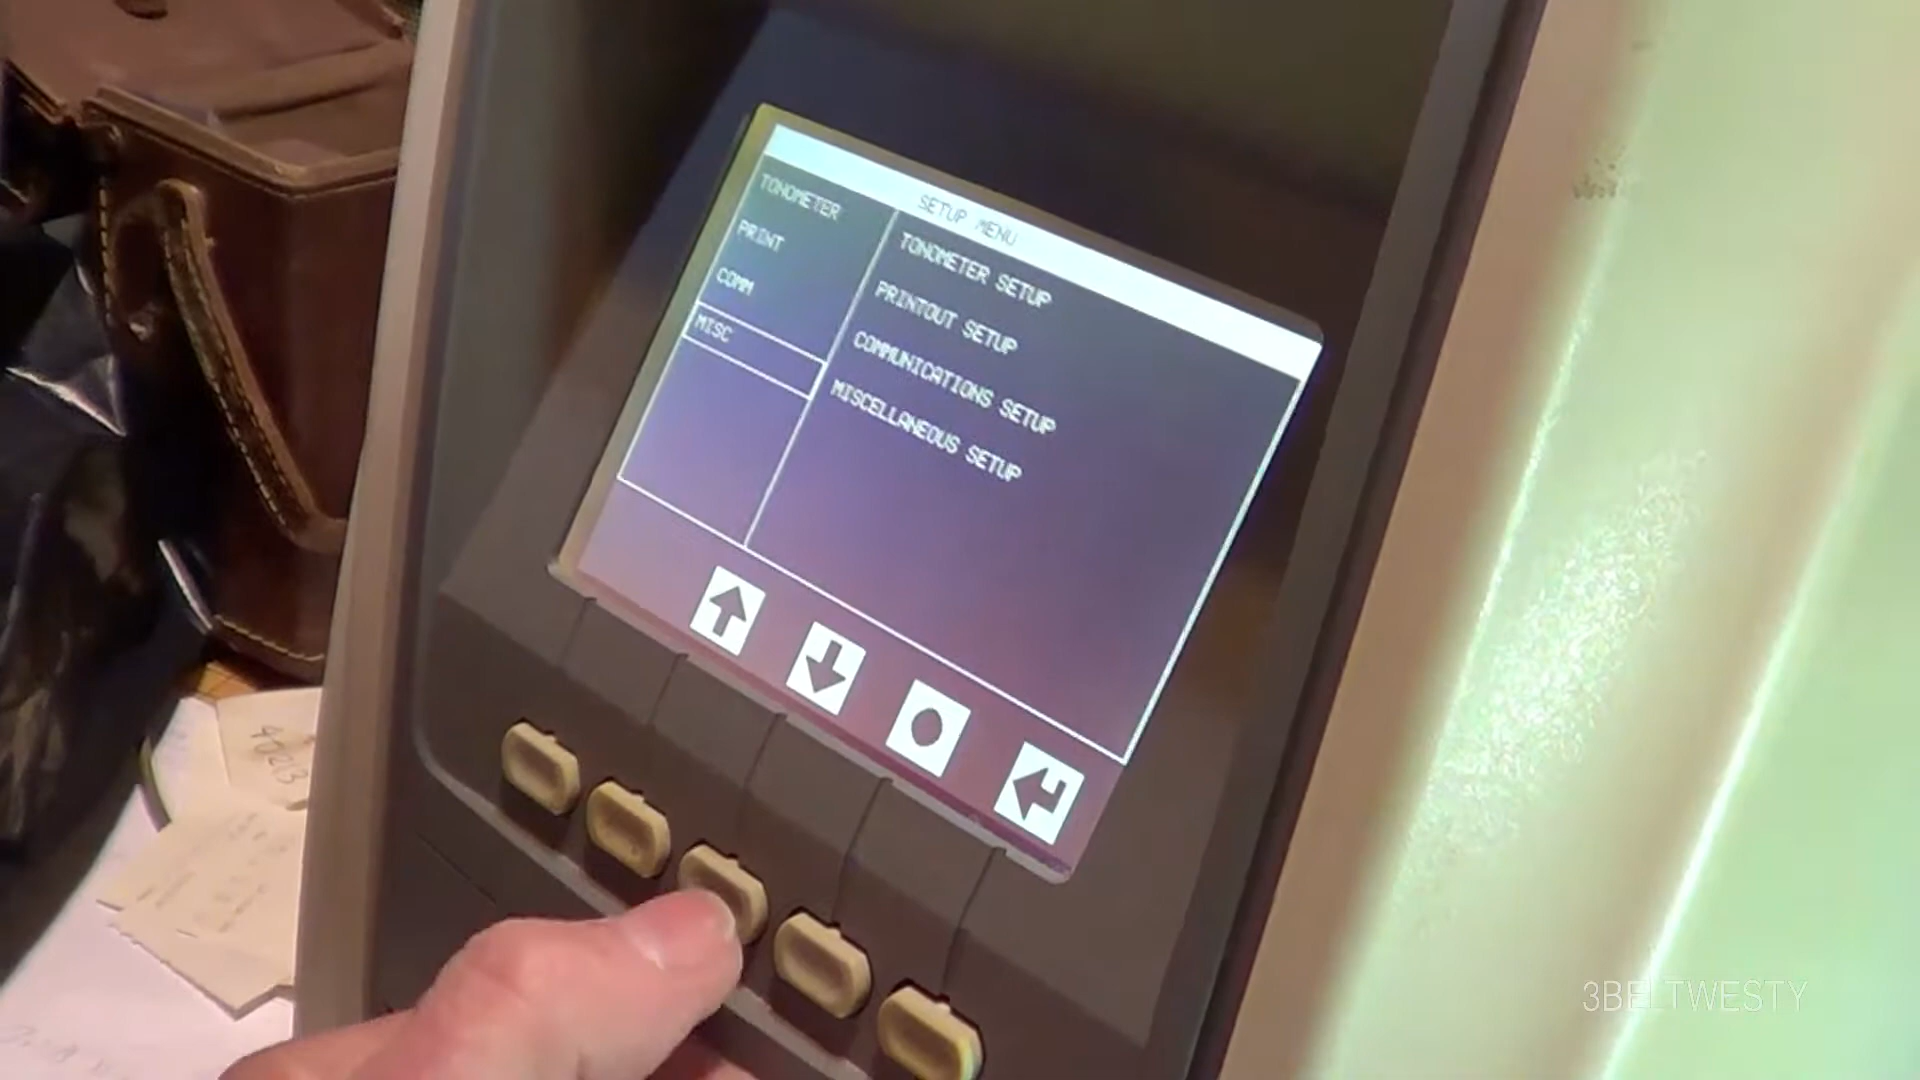 SETUP MENU
TONOMETER
TONOMETER SETUP
PRINT
PRINTOUT SETUP
COMM
COMMUNICATIONS SETUP
MISC
MISCELLANEOUS SETUP
3BELTWESTY